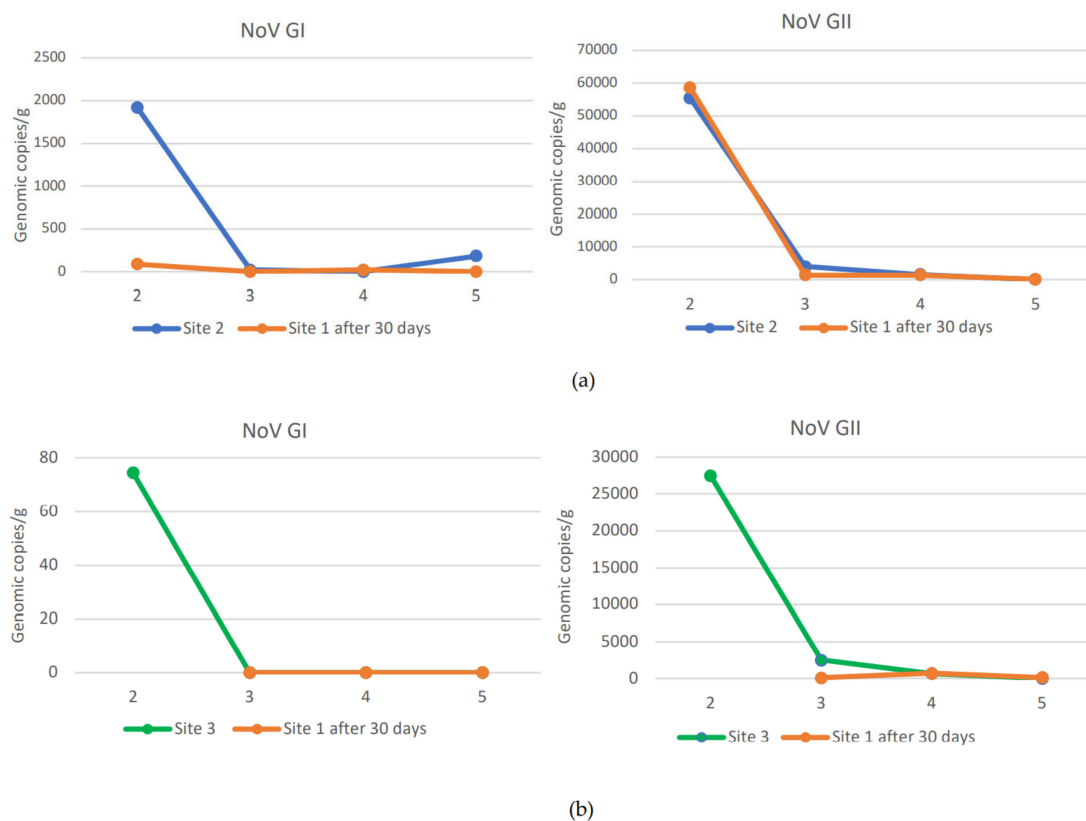 NoV GI
2500
2000
1500
1000
500
0
Genomic copies/g
2 3 4 5
Site 2 Site 1 after 30 days
NoV GII
70000
60000
50000
40000
30000
20000
10000
0
Genomic copies/g
2 3 4 5
Site 2 Site 1 after 30 days
(a)
NoV GI
80
60
40
20
0
Genomic copies/g
2 3 4 5
Site 3 Site 1 after 30 days
NoV GII
30000
25000
20000
15000
10000
5000
0
Genomic copies/g
2 3 4 5
Site 3 Site 1 after 30 days
(b)